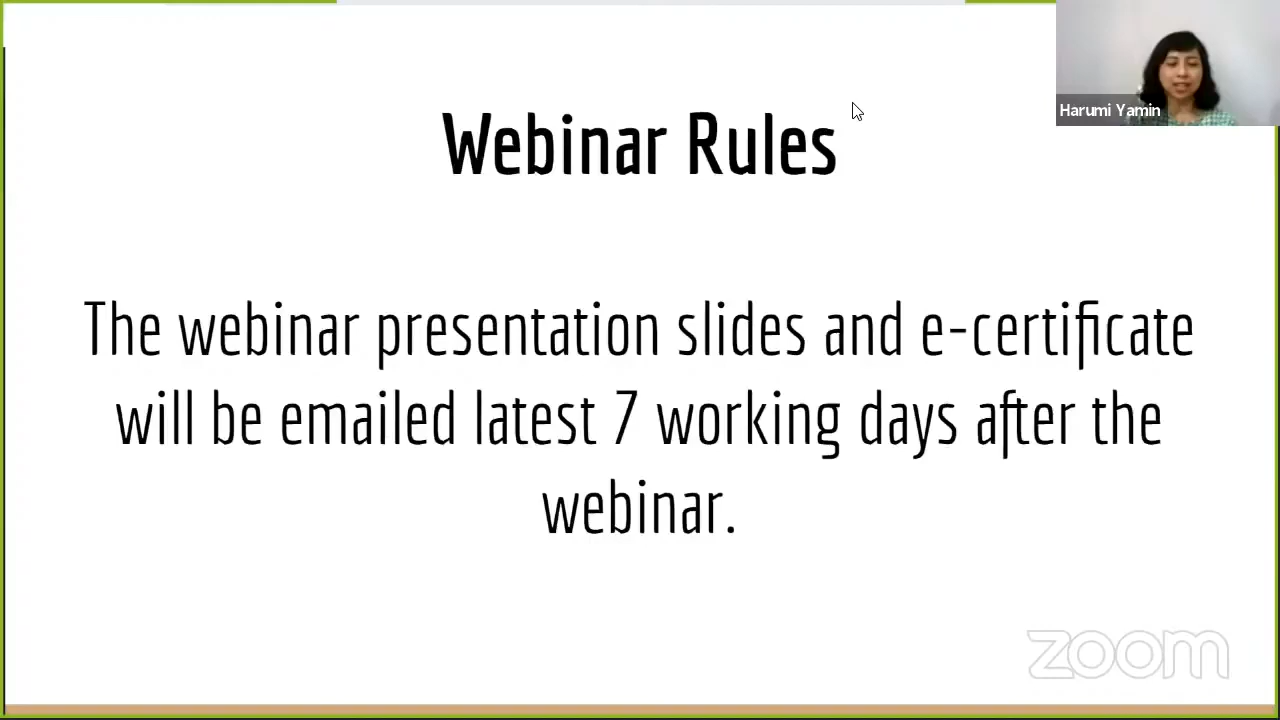 Webinar Rules
Harumi Yamin
The webinar presentation slides and e-certificate
will be emailed latest 7 working days after the
webinar.
zoom